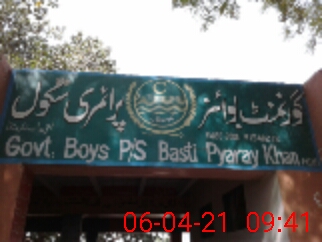 گورنمنٹ بوائز پرائمری سکول
Govt. Boys P/S Basti Pyaray Khan
06-04-21 09:41